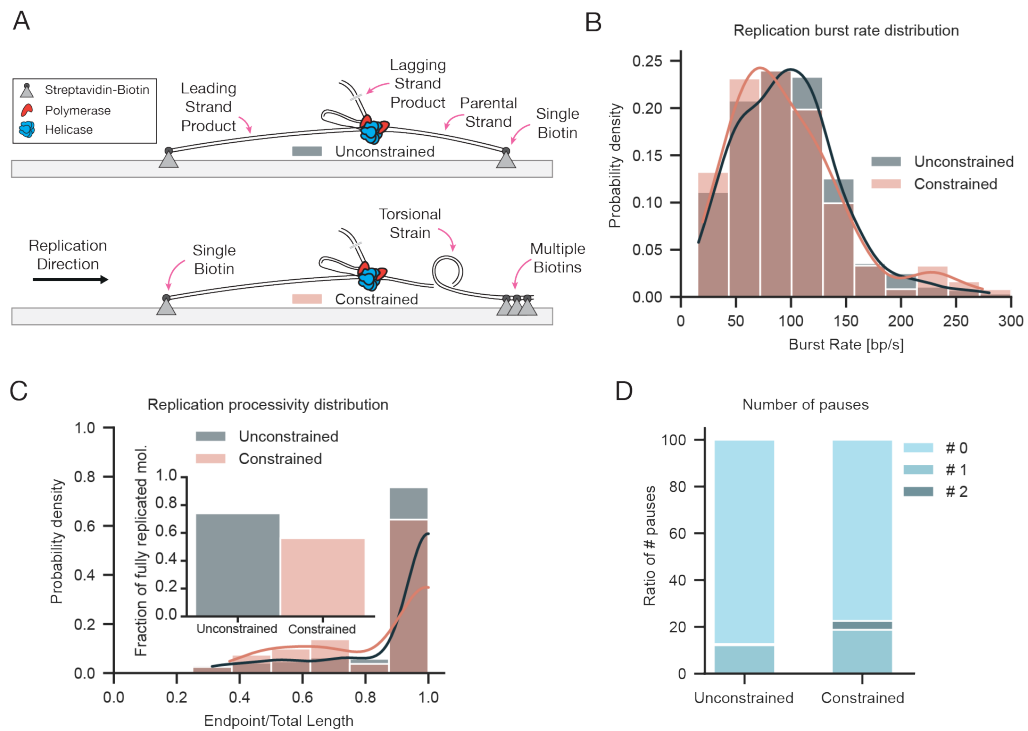 A
Streptavidin-Biotin
Polymerase
Helicase
Leading
Strand
Product
Lagging
Strand
Product
Parental
Strand
Single
Biotin
Unconstrained
Replication
Direction
Single
Biotin
Torsional
Strain
Multiple
Biotins
Constrained
B
Replication burst rate distribution
Probability density
0.25
0.20
0.15
0.10
0.05
0.00
Unconstrained
Constrained
0
50
100
150
200
250
300
Burst Rate [bp/s]
C
Replication processivity distribution
Probability density
1.0
0.8
0.6
0.4
0.2
0.0
Unconstrained
Constrained
Fraction of fully replicated mol.
1.0
0.8
0.6
0.4
0.2
0.0
Unconstrained
Constrained
0.0
0.2
0.4
0.6
0.8
1.0
Endpoint/Total Length
D
Number of pauses
Ratio of # pauses
100
80
60
40
20
0
# 0
# 1
# 2
Unconstrained
Constrained